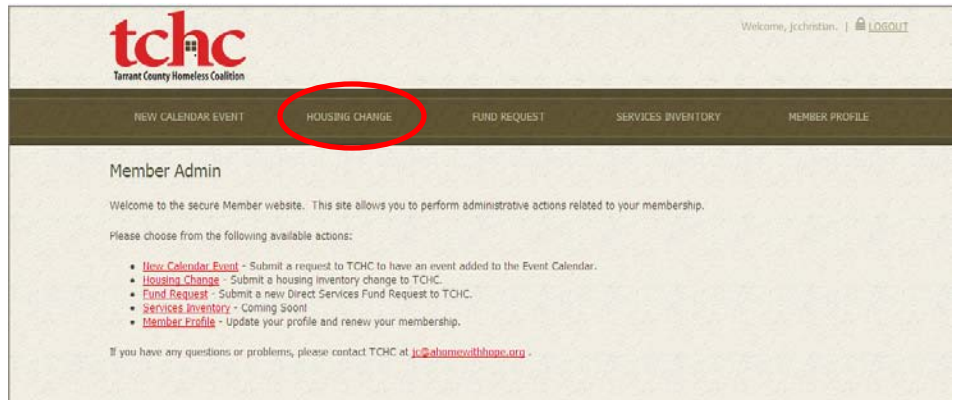 tchc
Tarrant County Homeless Coalition
Welcome, jcchristian. | LOGOUT
NEW CALENDAR EVENT HOUSING CHANGE FUND REQUEST SERVICES INVENTORY MEMBER PROFILE
Member Admin
Welcome to the secure Member website. This site allows you to perform administrative actions related to your membership.
Please choose from the following available actions:
• New Calendar Event - Submit a request to TCHC to have an event added to the Event Calendar.
• Housing Change - Submit a housing inventory change to TCHC.
• Fund Request - Submit a new Direct Services Fund Request to TCHC.
• Services Inventory - Coming Soon!
• Member Profile - Update your profile and renew your membership.
If you have any questions or problems, please contact TCHC at jc@ahomewithhope.org .